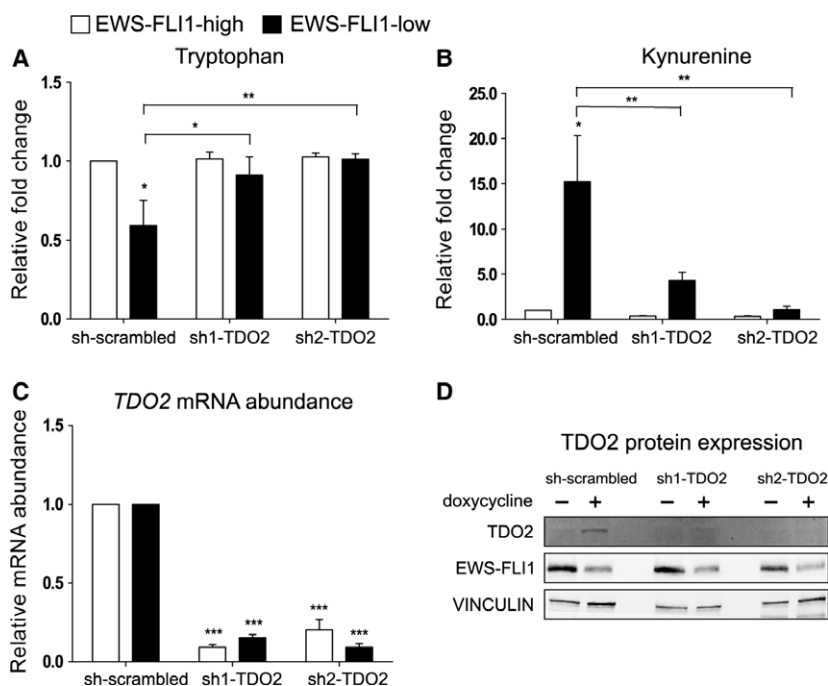 EWS-FLI1-high EWS-FLI1-low
A
Tryptophan
Relative fold change
1.5
1.0
0.5
0.0
**
*
*
sh-scrambled sh1-TDO2 sh2-TDO2
B
Kynurenine
Relative fold change
25.0
20.0
15.0
10.0
5.0
0.0
**
**
*
sh-scrambled sh1-TDO2 sh2-TDO2
C
TDO2 mRNA abundance
Relative mRNA abundance
1.5
1.0
0.5
0.0
*** *** *** ***
sh-scrambled sh1-TDO2 sh2-TDO2
D
TDO2 protein expression
sh-scrambled sh1-TDO2 sh2-TDO2
doxycycline − + − + − +
TDO2
EWS-FLI1
VINCULIN